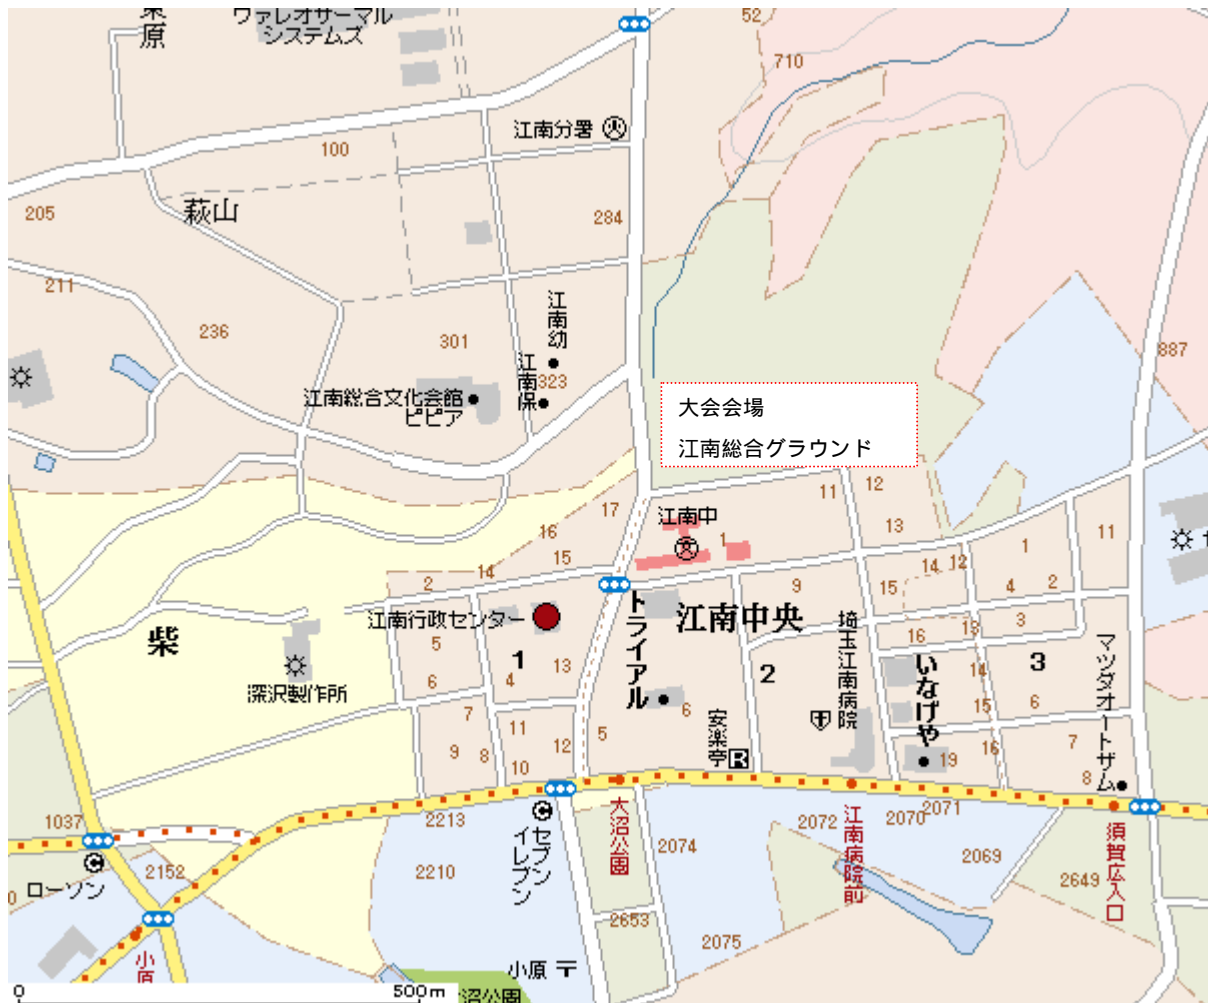 原
ヴァレオサーマル
システムズ
52
710
江南分署
100
205
萩山
284
211
236
301
江南幼
江南保
323
887
江南総合文化会館
ピピア
大会会場
江南総合グラウンド
17
16
15
14
2
江南中
1
11
12
13
11
1
14
12
15
4
2
9
3
江南行政センター
トライアル
江南中央
埼玉江南病院
16
13
柴
5
1
13
6
4
2
いなげや
14
3
マツダオートザム
深沢製作所
6
15
6
7
11
安楽亭
5
12
9
8
10
19
16
7
8
1037
2213
セブン
イレブン
大沼公園
2074
2072
江南病院前
2070
2071
須賀広入口
2069
2649
ローソン
2152
2210
2653
2075
小原
小原
0
500m
沼公園